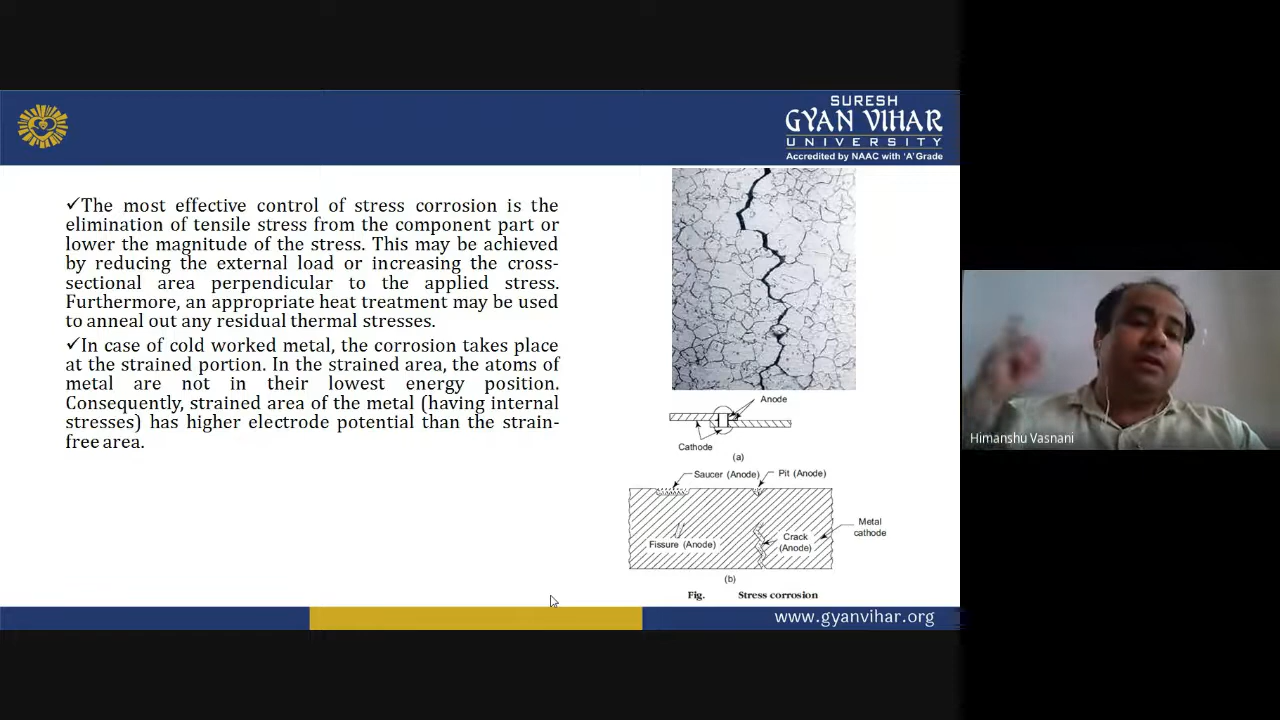 SURESH
GYAN VIHAR
UNIVERSITY
Accredited by NAAC with 'A' Grade
✓The most effective control of stress corrosion is the
elimination of tensile stress from the component part or
lower the magnitude of the stress. This may be achieved
by reducing the external load or increasing the cross-
sectional area perpendicular to the applied stress.
Furthermore, an appropriate heat treatment may be used
to anneal out any residual thermal stresses.
✓In case of cold worked metal, the corrosion takes place
at the strained portion. In the strained area, the atoms of
metal are not in their lowest energy position.
Consequently, strained area of the metal (having internal
stresses) has higher electrode potential than the strain-
free area.
Anode
Cathode
(a)
Saucer (Anode)
Pit (Anode)
Fissure (Anode)
Crack
(Anode)
Metal
cathode
(b)
Fig. Stress corrosion
www.gyanvihar.org
Himanshu Vasnani